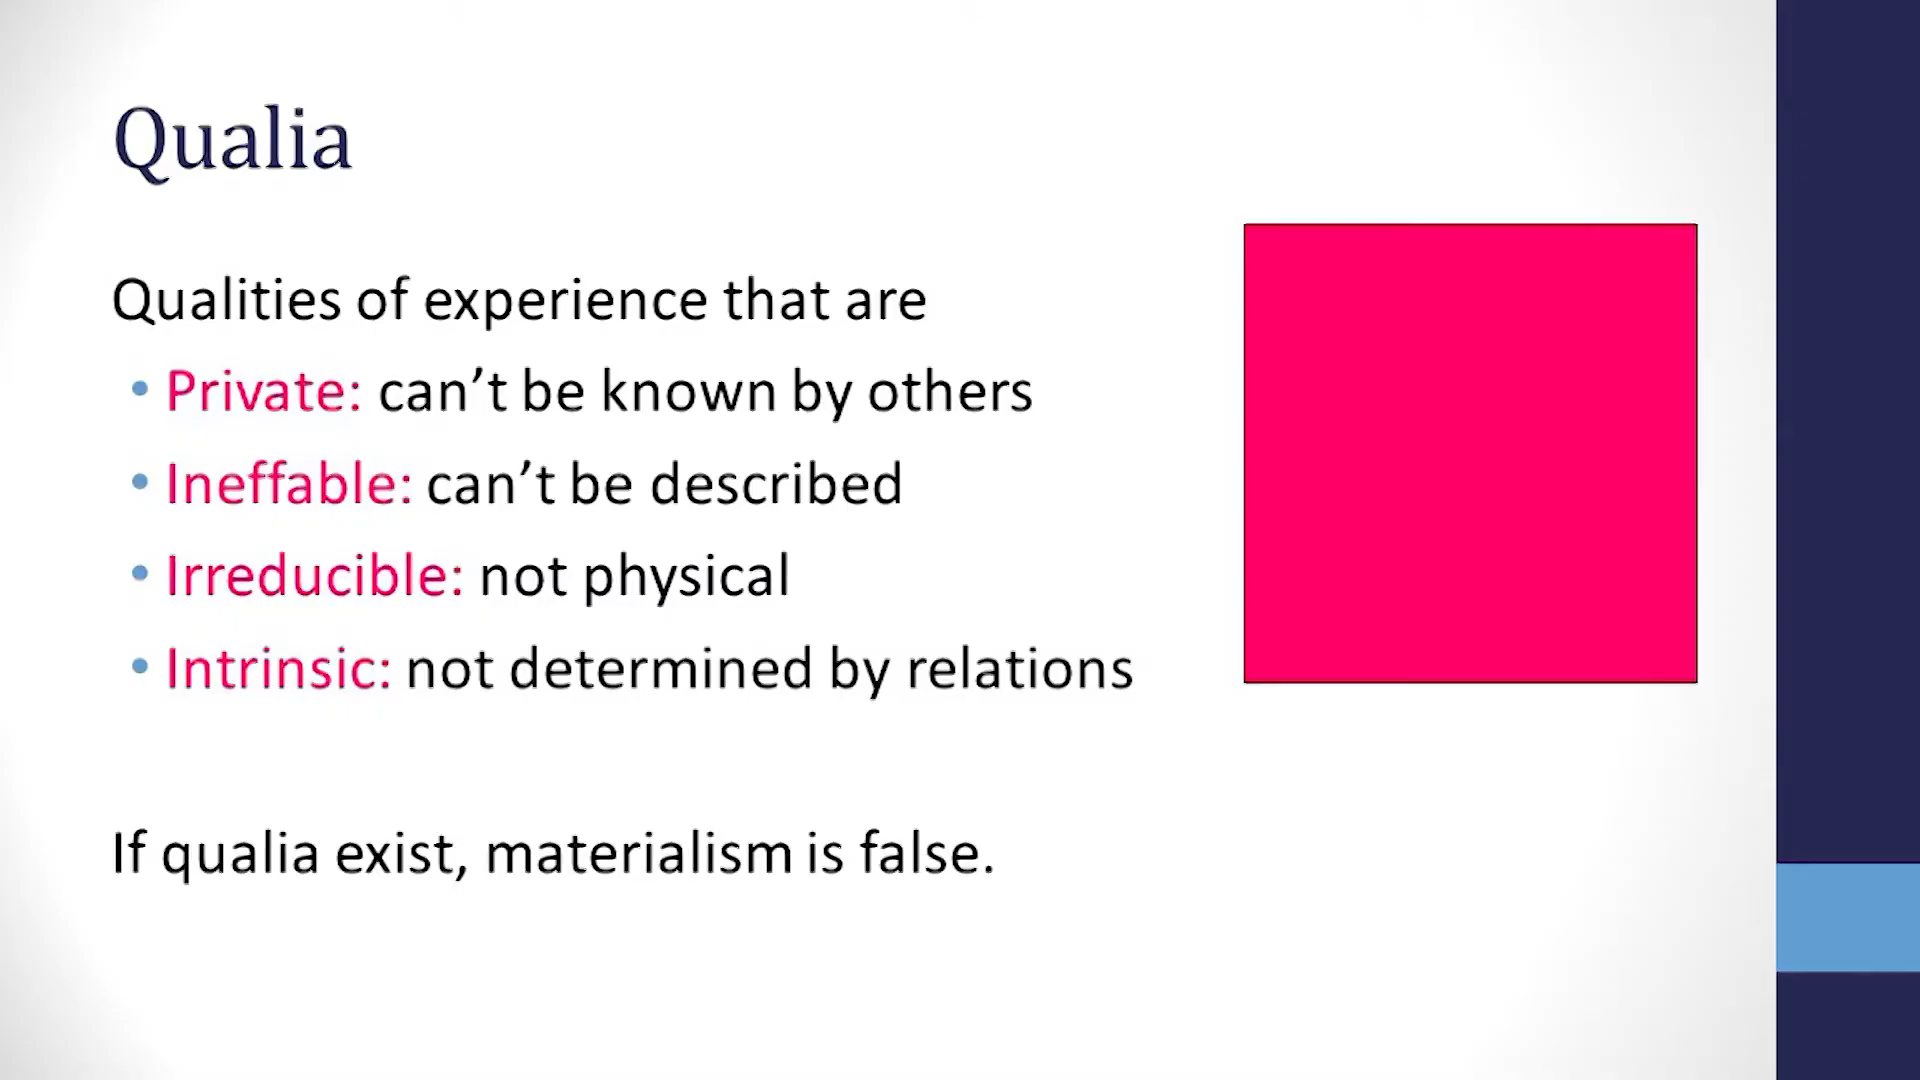 Qualia
Qualities of experience that are
• Private: can’t be known by others
• Ineffable: can’t be described
• Irreducible: not physical
• Intrinsic: not determined by relations
If qualia exist, materialism is false.